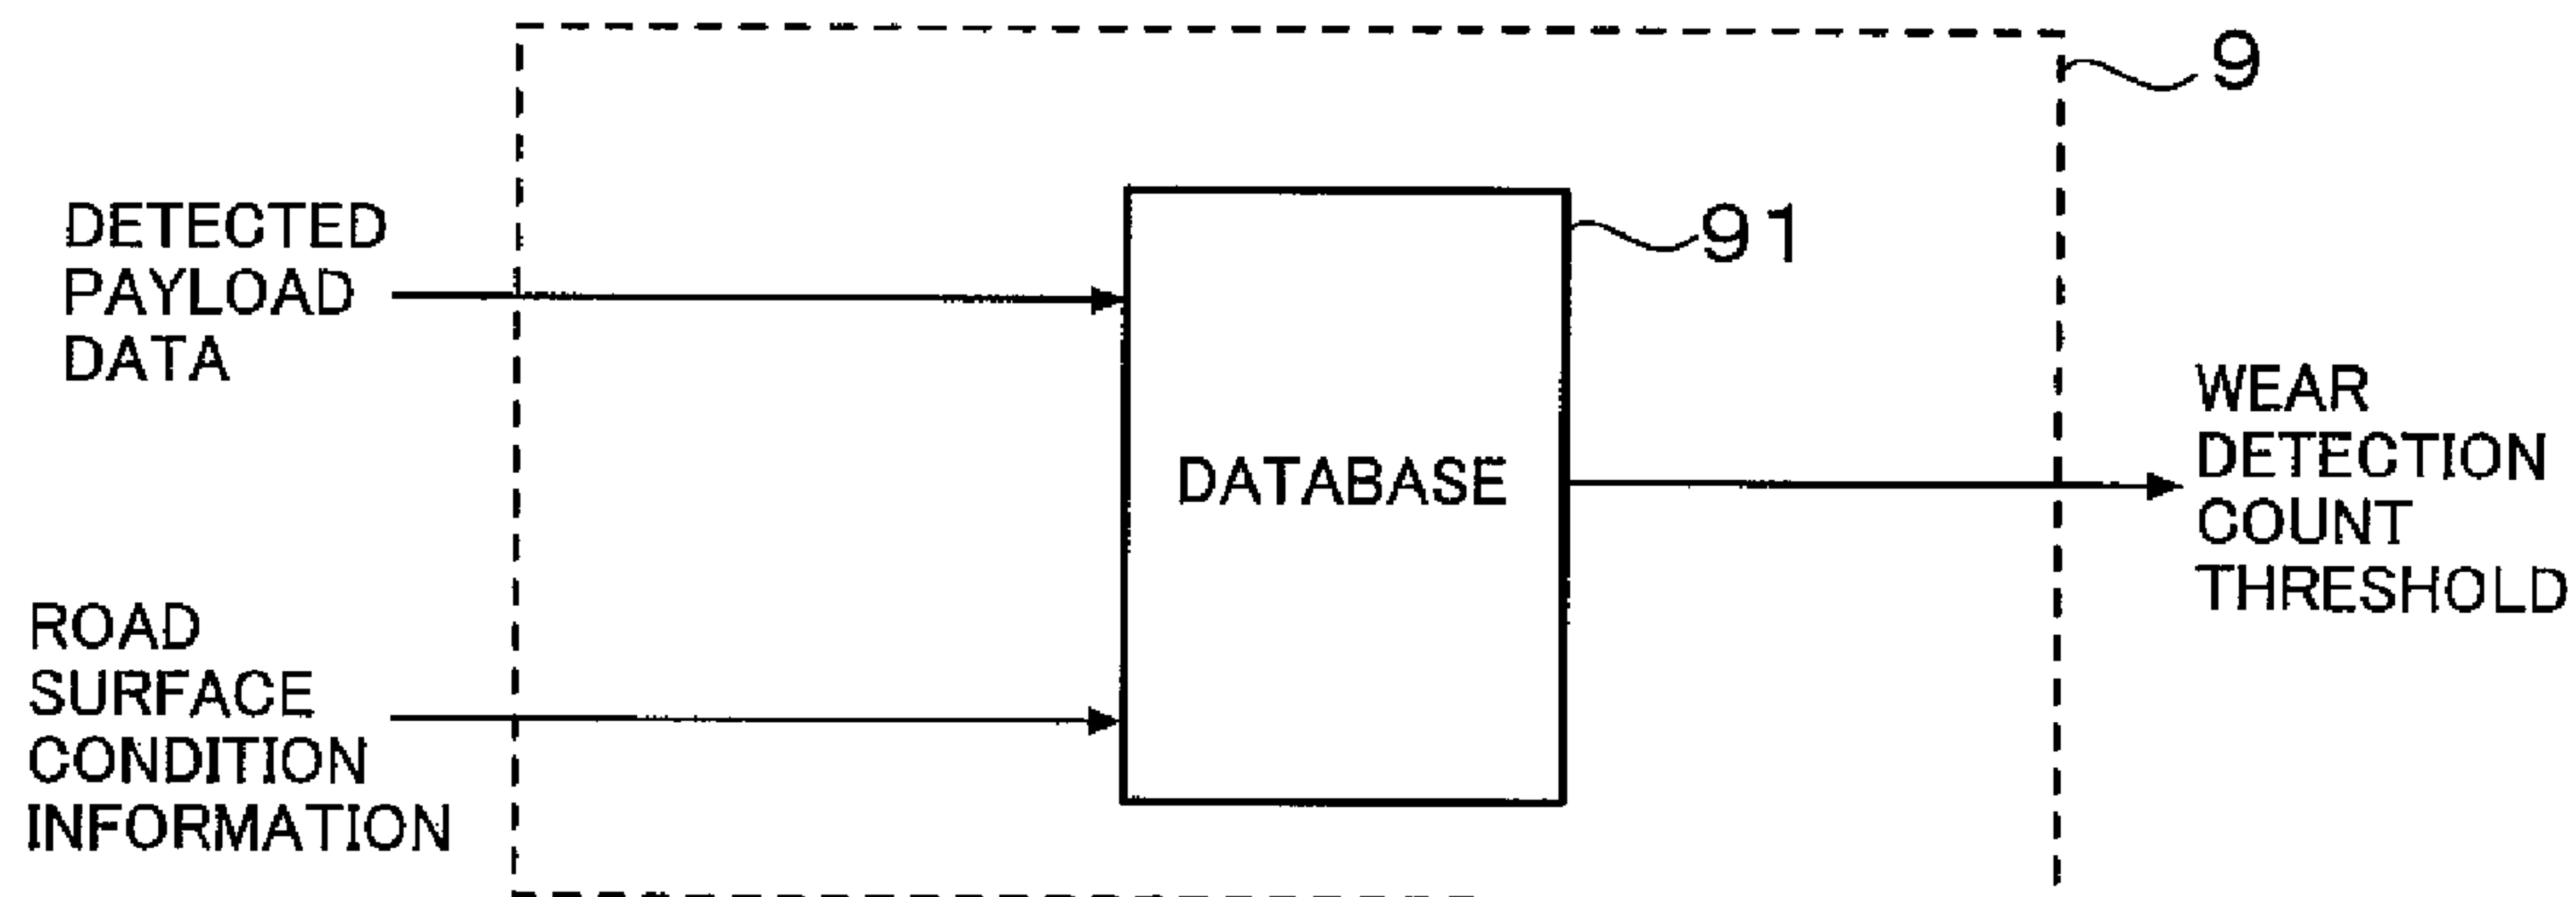 9
DETECTED
PAYLOAD
DATA
91
DATABASE
WEAR
DETECTION
COUNT
THRESHOLD
ROAD
SURFACE
CONDITION
INFORMATION